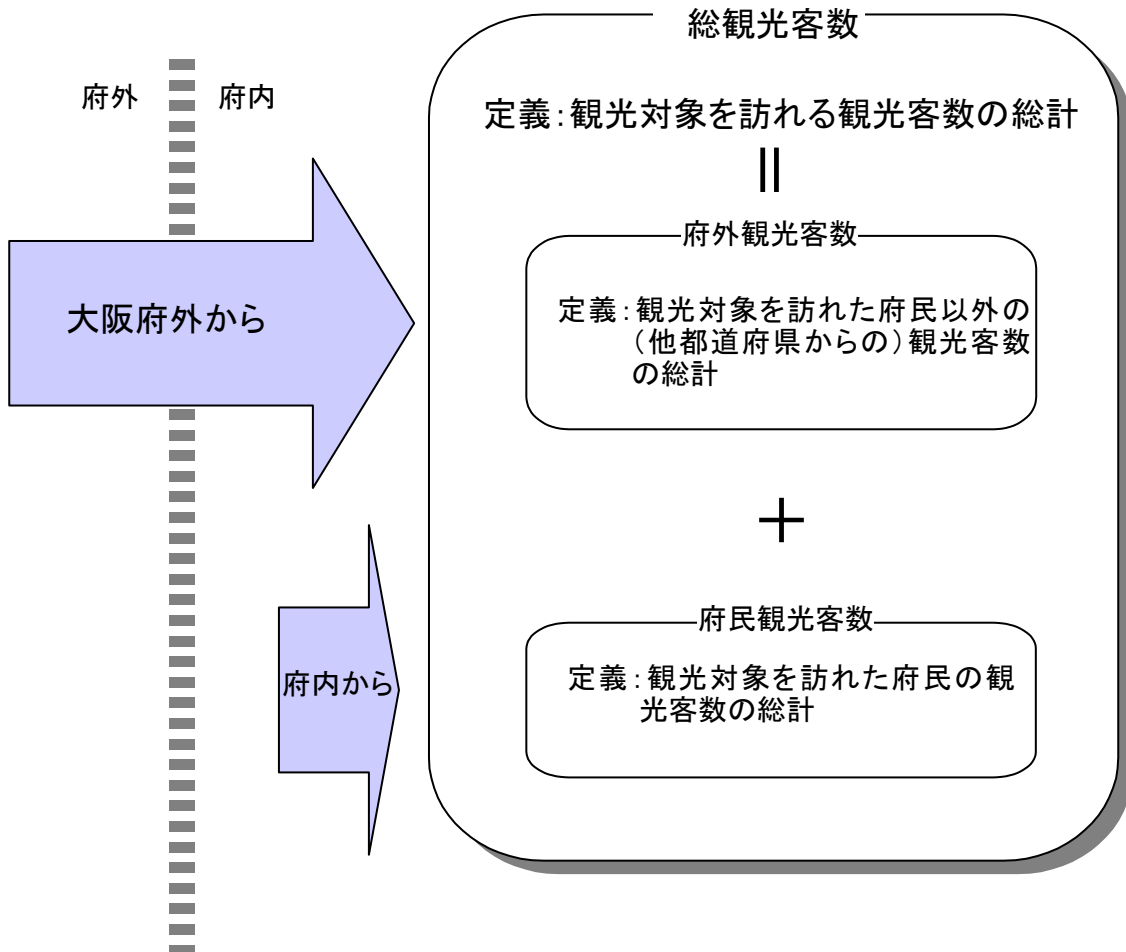 総観光客数
府外
府内
定義：観光対象を訪れる観光客数の総計
＝
府外観光客数
大阪府外から
定義：観光対象を訪れた府民以外の
（他都道府県からの）観光客数
の総計
＋
府民観光客数
府内から
定義：観光対象を訪れた府民の観
光客数の総計